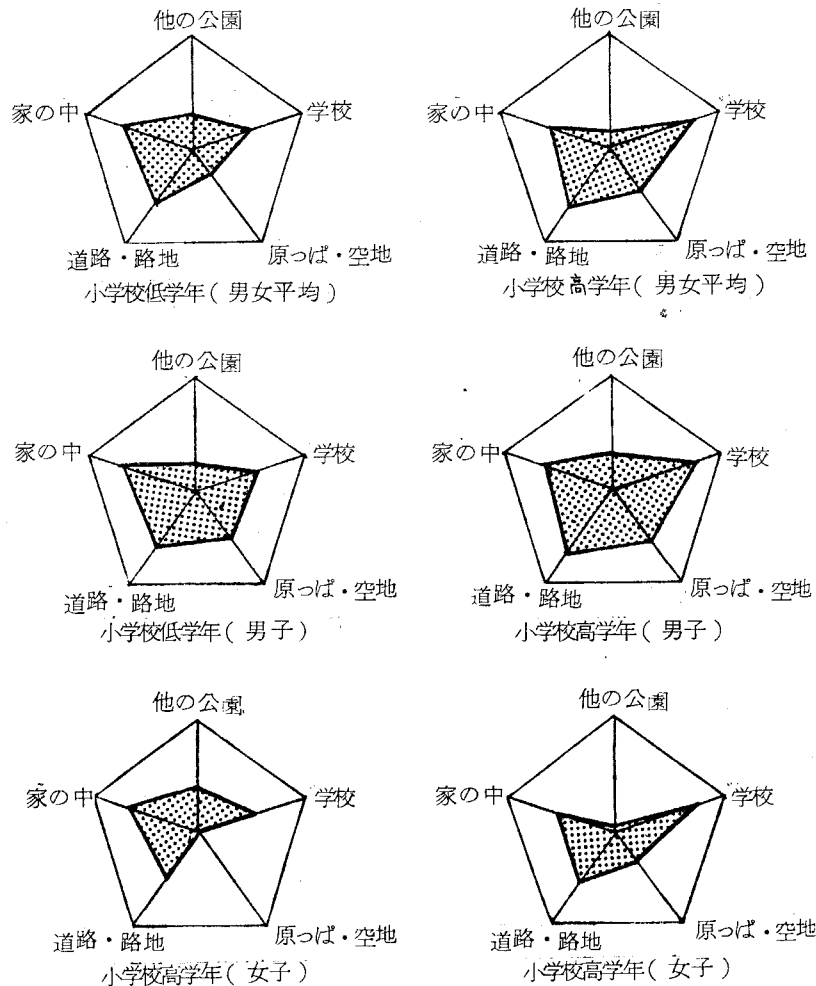 他の公園
家の中
学校
道路・路地
原っぱ・空地
小学校低学年(男女平均)
他の公園
家の中
学校
道路・路地
原っぱ・空地
小学校高学年(男女平均)
他の公園
家の中
学校
道路・路地
原っぱ・空地
小学校低学年(男子)
他の公園
家の中
学校
道路・路地
原っぱ・空地
小学校高学年(男子)
他の公園
家の中
学校
道路・路地
原っぱ・空地
小学校高学年(女子)
他の公園
家の中
学校
道路・路地
原っぱ・空地
小学校高学年(女子)